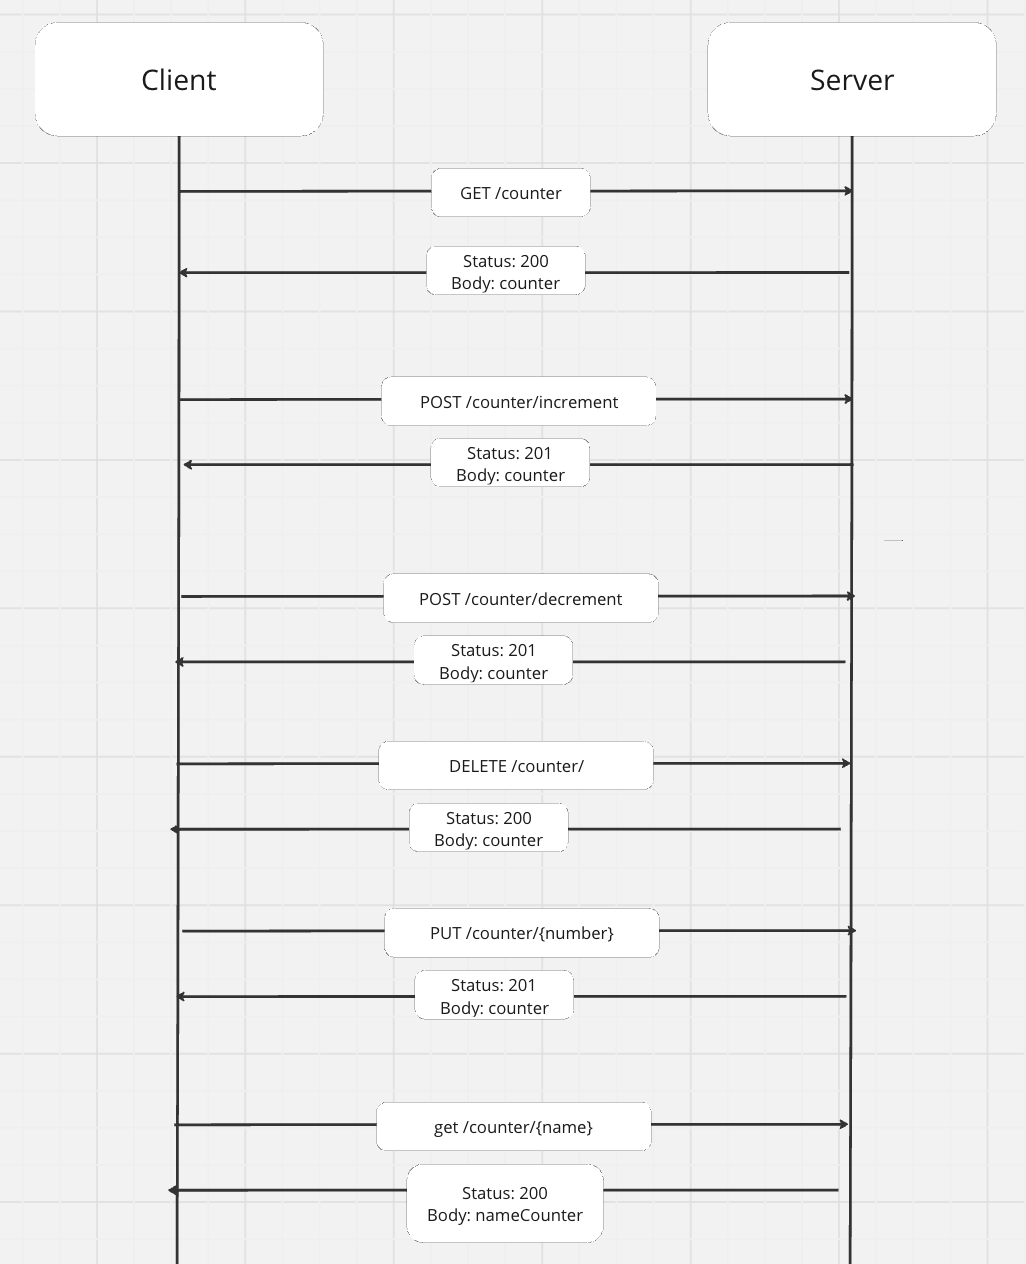 Client
Server
GET /counter
Status: 200
Body: counter
POST /counter/increment
Status: 201
Body: counter
POST /counter/decrement
Status: 201
Body: counter
DELETE /counter/
Status: 200
Body: counter
PUT /counter/{number}
Status: 201
Body: counter
get /counter/{name}
Status: 200
Body: nameCounter